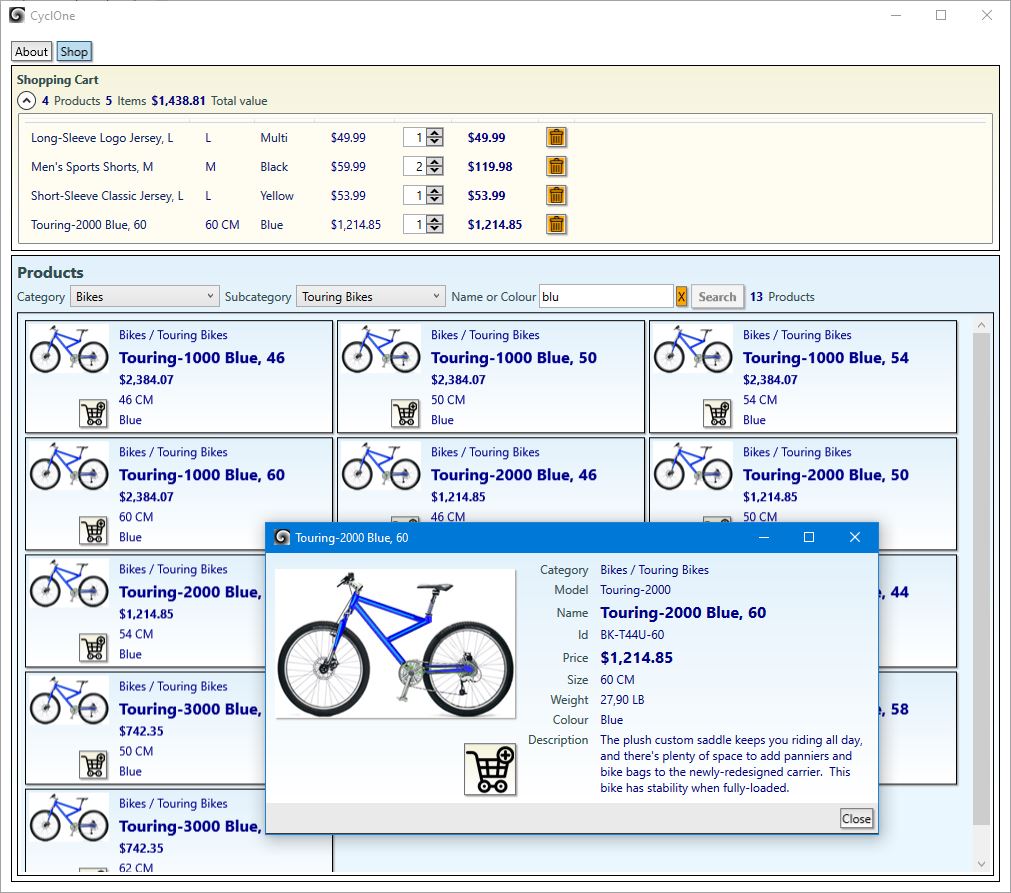 CyclOne
About Shop
Shopping Cart
4 Products 5 Items $1,438.81 Total value
Long-Sleeve Logo Jersey, L L Multi $49.99 1 $49.99
Men's Sports Shorts, M M Black $59.99 2 $119.98
Short-Sleeve Classic Jersey, L L Yellow $53.99 1 $53.99
Touring-2000 Blue, 60 60 CM Blue $1,214.85 1 $1,214.85
Products
Category Bikes Subcategory Touring Bikes Name or Colour blu X Search 13 Products
Bikes / Touring Bikes
Touring-1000 Blue, 46
$2,384.07
46 CM
Blue
Bikes / Touring Bikes
Touring-1000 Blue, 50
$2,384.07
50 CM
Blue
Bikes / Touring Bikes
Touring-1000 Blue, 54
$2,384.07
54 CM
Blue
Bikes / Touring Bikes
Touring-1000 Blue, 60
$2,384.07
60 CM
Blue
Bikes / Touring Bikes
Touring-2000 Blue, 46
$1,214.85
46 CM
Bikes / Touring Bikes
Touring-2000 Blue, 50
$1,214.85
50 CM
Bikes / Touring Bikes
Touring-2000 Blue,
$1,214.85
54 CM
Blue
, 44
Bikes / Touring Bikes
Touring-3000 Blue,
$742.35
50 CM
Blue
, 58
Bikes / Touring Bikes
Touring-3000 Blue,
$742.35
62 CM
Touring-2000 Blue, 60
Category Bikes / Touring Bikes
Model Touring-2000
Name Touring-2000 Blue, 60
Id BK-T44U-60
Price $1,214.85
Size 60 CM
Weight 27,90 LB
Colour Blue
Description The plush custom saddle keeps you riding all day,
and there's plenty of space to add panniers and
bike bags to the newly-redesigned carrier. This
bike has stability when fully-loaded.
Close